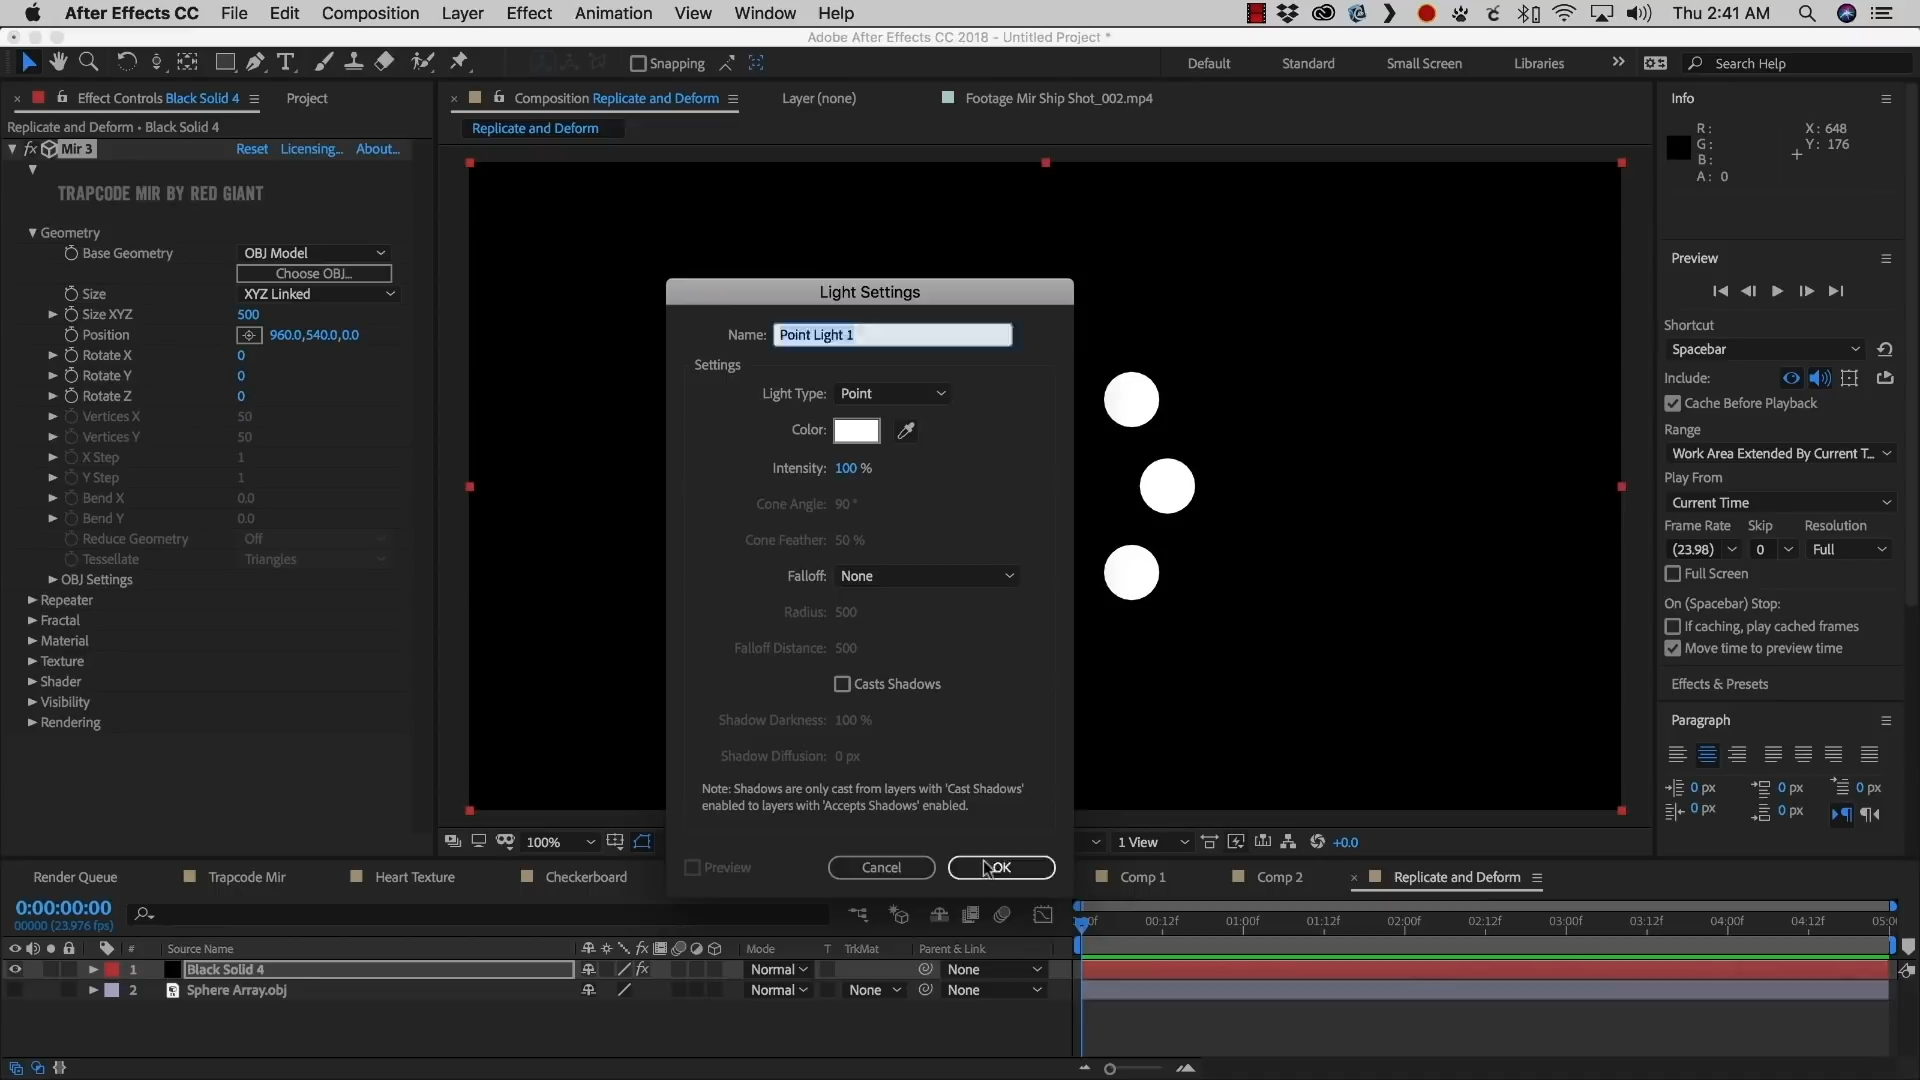 After Effects CC File Edit Composition Layer Effect Animation View Window Help Thu 2:41 AM
Adobe After Effects CC 2018 - Untitled Project *
Snapping Default Standard Small Screen Libraries Search Help
Effect Controls Black Solid 4 Project
Composition Replicate and Deform Layer (none) Footage Mir Ship Shot_002.mp4
Replicate and Deform • Black Solid 4
Replicate and Deform
fx Mir 3 Reset Licensing... About...
TRAPCODE MIR BY RED GIANT
Geometry
Base Geometry OBJ Model
Choose OBJ...
Size XYZ Linked
Size XYZ 500
Position 960.0,540.0,0.0
Rotate X 0
Rotate Y 0
Rotate Z 0
Vertices X 50
Vertices Y 50
X Step 1
Y Step 1
Bend X 0.0
Bend Y 0.0
Reduce Geometry Off
Tessellate Triangles
OBJ Settings
Repeater
Fractal
Material
Texture
Shader
Visibility
Rendering
Light Settings
Name: Point Light 1
Settings
Light Type: Point
Color:
Intensity: 100 %
Cone Angle: 90 °
Cone Feather: 50 %
Falloff: None
Radius: 500
Falloff Distance: 500
Casts Shadows
Shadow Darkness: 100 %
Shadow Diffusion: 0 px
Note: Shadows are only cast from layers with 'Cast Shadows'
enabled to layers with 'Accepts Shadows' enabled.
Preview Cancel OK
100% 1 View +0.0
Info
R: X: 648
G: Y: 176
B:
A: 0
Preview
Shortcut
Spacebar
Include:
Cache Before Playback
Range
Work Area Extended By Current T...
Play From
Current Time
Frame Rate Skip Resolution
(23.98) 0 Full
Full Screen
On (Spacebar) Stop:
If caching, play cached frames
Move time to preview time
Effects & Presets
Paragraph
0 px 0 px 0 px
0 px 0 px
Render Queue Trapcode Mir Heart Texture Checkerboard Comp 1 Comp 2 Replicate and Deform
0:00:00:00
00000 (23.976 fps)
00f 00:12f 01:00f 01:12f 02:00f 02:12f 03:00f 03:12f 04:00f 04:12f 05:00
# Source Name fx Mode T TrkMat Parent & Link
1 Black Solid 4 fx Normal None
2 Sphere Array.obj Normal None None